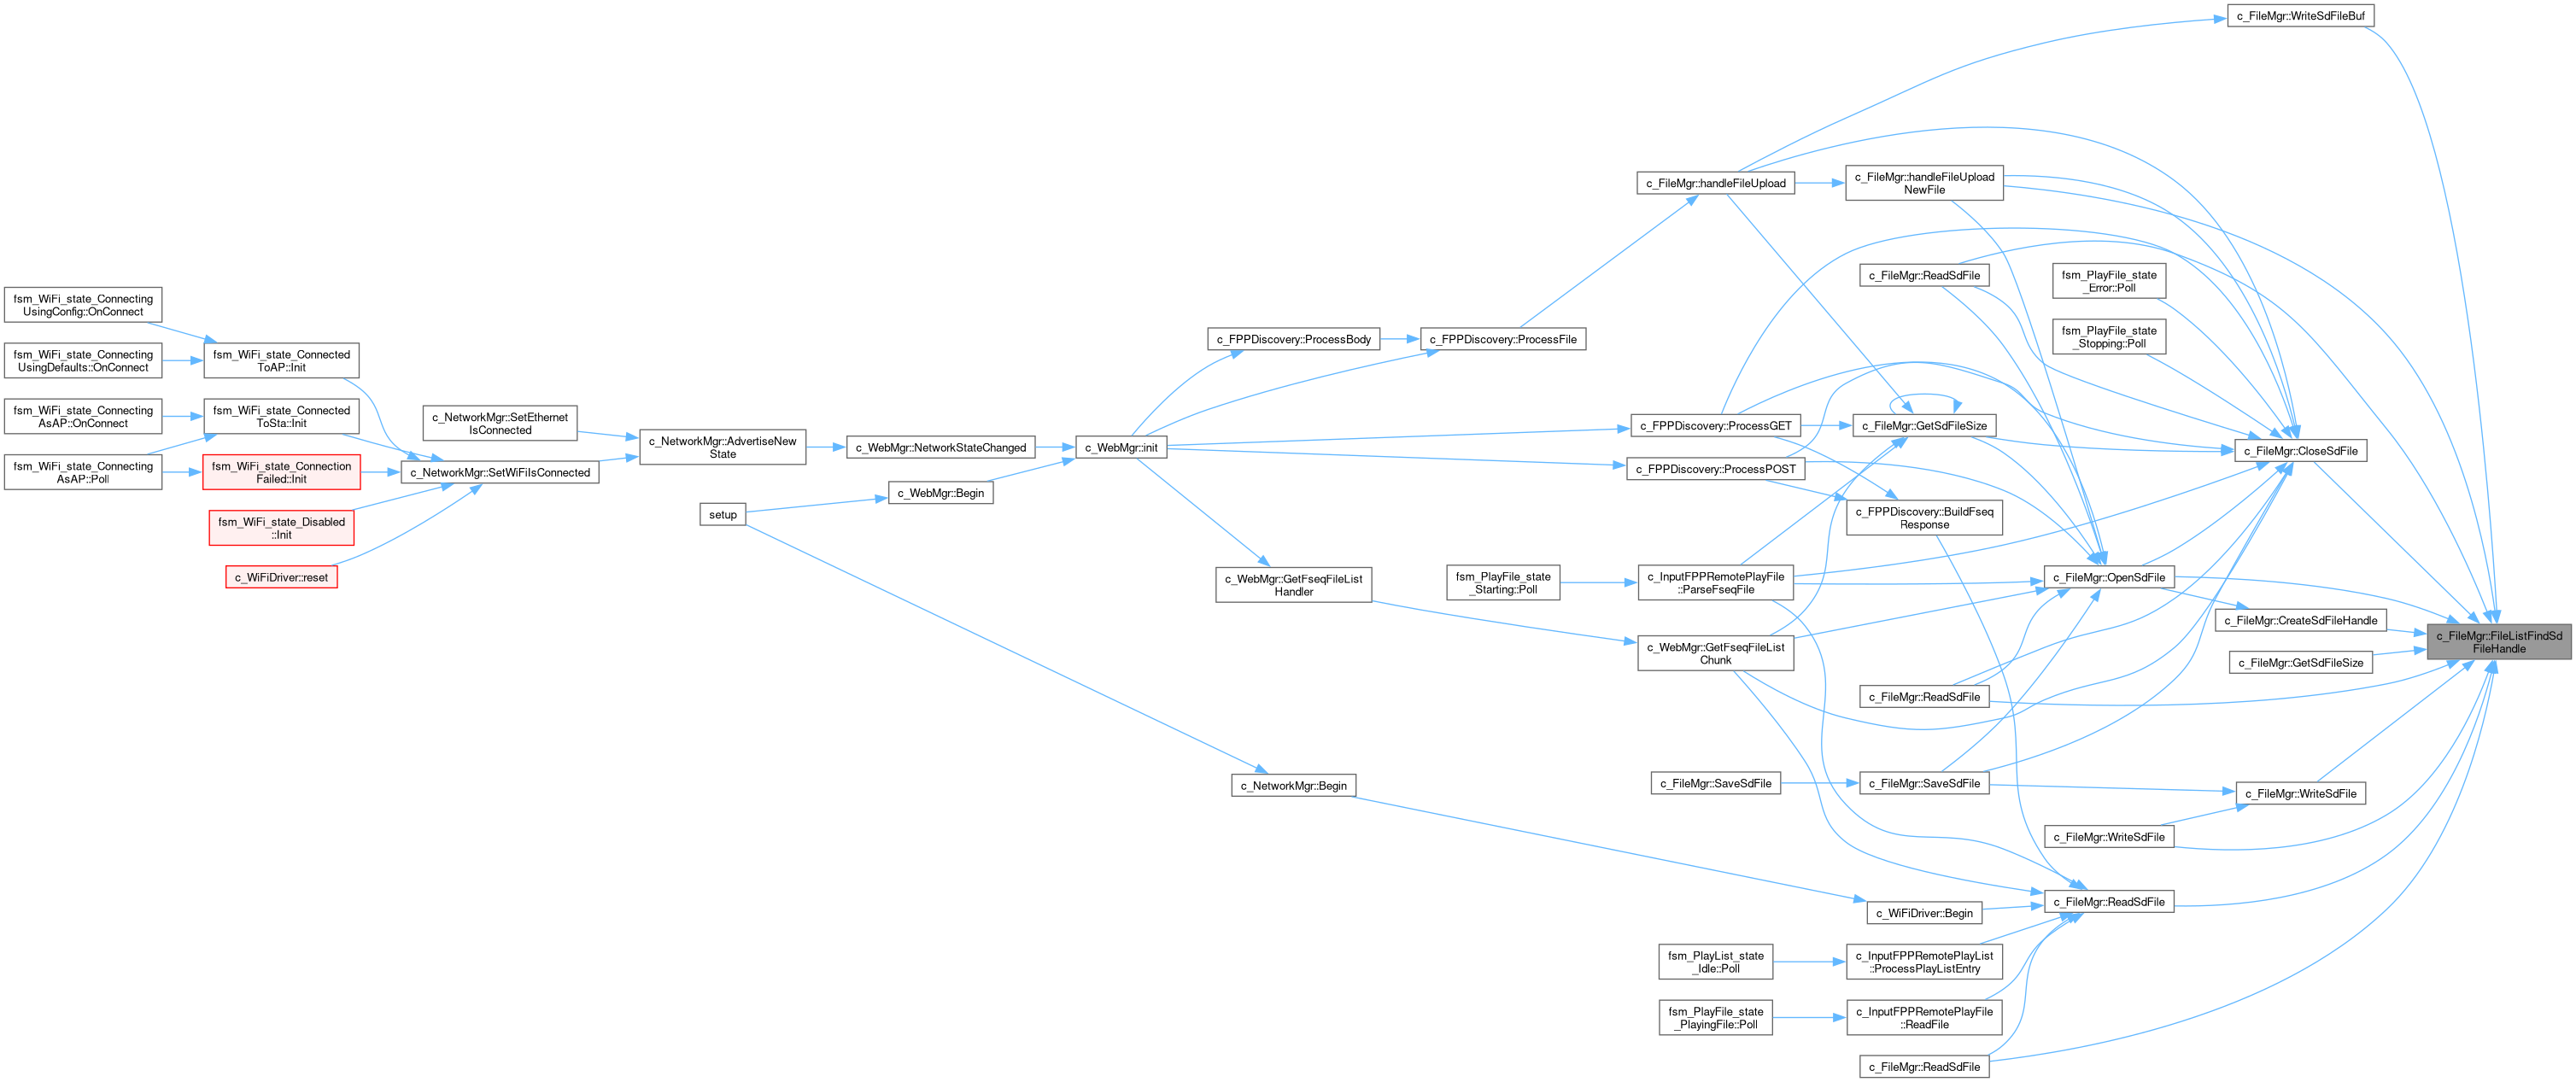 c_FileMgr::WriteSdFileBuf
c_FileMgr::handleFileUpload
c_FileMgr::handleFileUpload
NewFile
c_FileMgr::ReadSdFile
fsm_PlayFile_state
_Error::Poll
fsm_PlayFile_state
_Stopping::Poll
fsm_WiFi_state_Connecting
UsingConfig::OnConnect
fsm_WiFi_state_Connecting
UsingDefaults::OnConnect
fsm_WiFi_state_Connected
ToAP::Init
c_FPPDiscovery::ProcessBody
c_FPPDiscovery::ProcessFile
fsm_WiFi_state_Connecting
AsAP::OnConnect
fsm_WiFi_state_Connected
ToSta::Init
c_NetworkMgr::SetEthernet
IsConnected
c_NetworkMgr::AdvertiseNew
State
c_WebMgr::NetworkStateChanged
c_WebMgr::init
c_FPPDiscovery::ProcessGET
c_FileMgr::GetSdFileSize
c_FileMgr::CloseSdFile
fsm_WiFi_state_Connecting
AsAP::Poll
fsm_WiFi_state_Connection
Failed::Init
c_NetworkMgr::SetWiFiIsConnected
c_FPPDiscovery::ProcessPOST
c_WebMgr::Begin
setup
fsm_WiFi_state_Disabled
::Init
c_FPPDiscovery::BuildFseq
Response
c_WiFiDriver::reset
c_WebMgr::GetFseqFileList
Handler
fsm_PlayFile_state
_Starting::Poll
c_InputFPPRemotePlayFile
::ParseFseqFile
c_FileMgr::OpenSdFile
c_FileMgr::CreateSdFileHandle
c_FileMgr::FileListFindSd
FileHandle
c_WebMgr::GetFseqFileList
Chunk
c_FileMgr::GetSdFileSize
c_FileMgr::ReadSdFile
c_NetworkMgr::Begin
c_FileMgr::SaveSdFile
c_FileMgr::SaveSdFile
c_FileMgr::WriteSdFile
c_FileMgr::WriteSdFile
c_FileMgr::ReadSdFile
c_WiFiDriver::Begin
fsm_PlayList_state
_Idle::Poll
c_InputFPPRemotePlayList
::ProcessPlayListEntry
fsm_PlayFile_state
_PlayingFile::Poll
c_InputFPPRemotePlayFile
::ReadFile
c_FileMgr::ReadSdFile